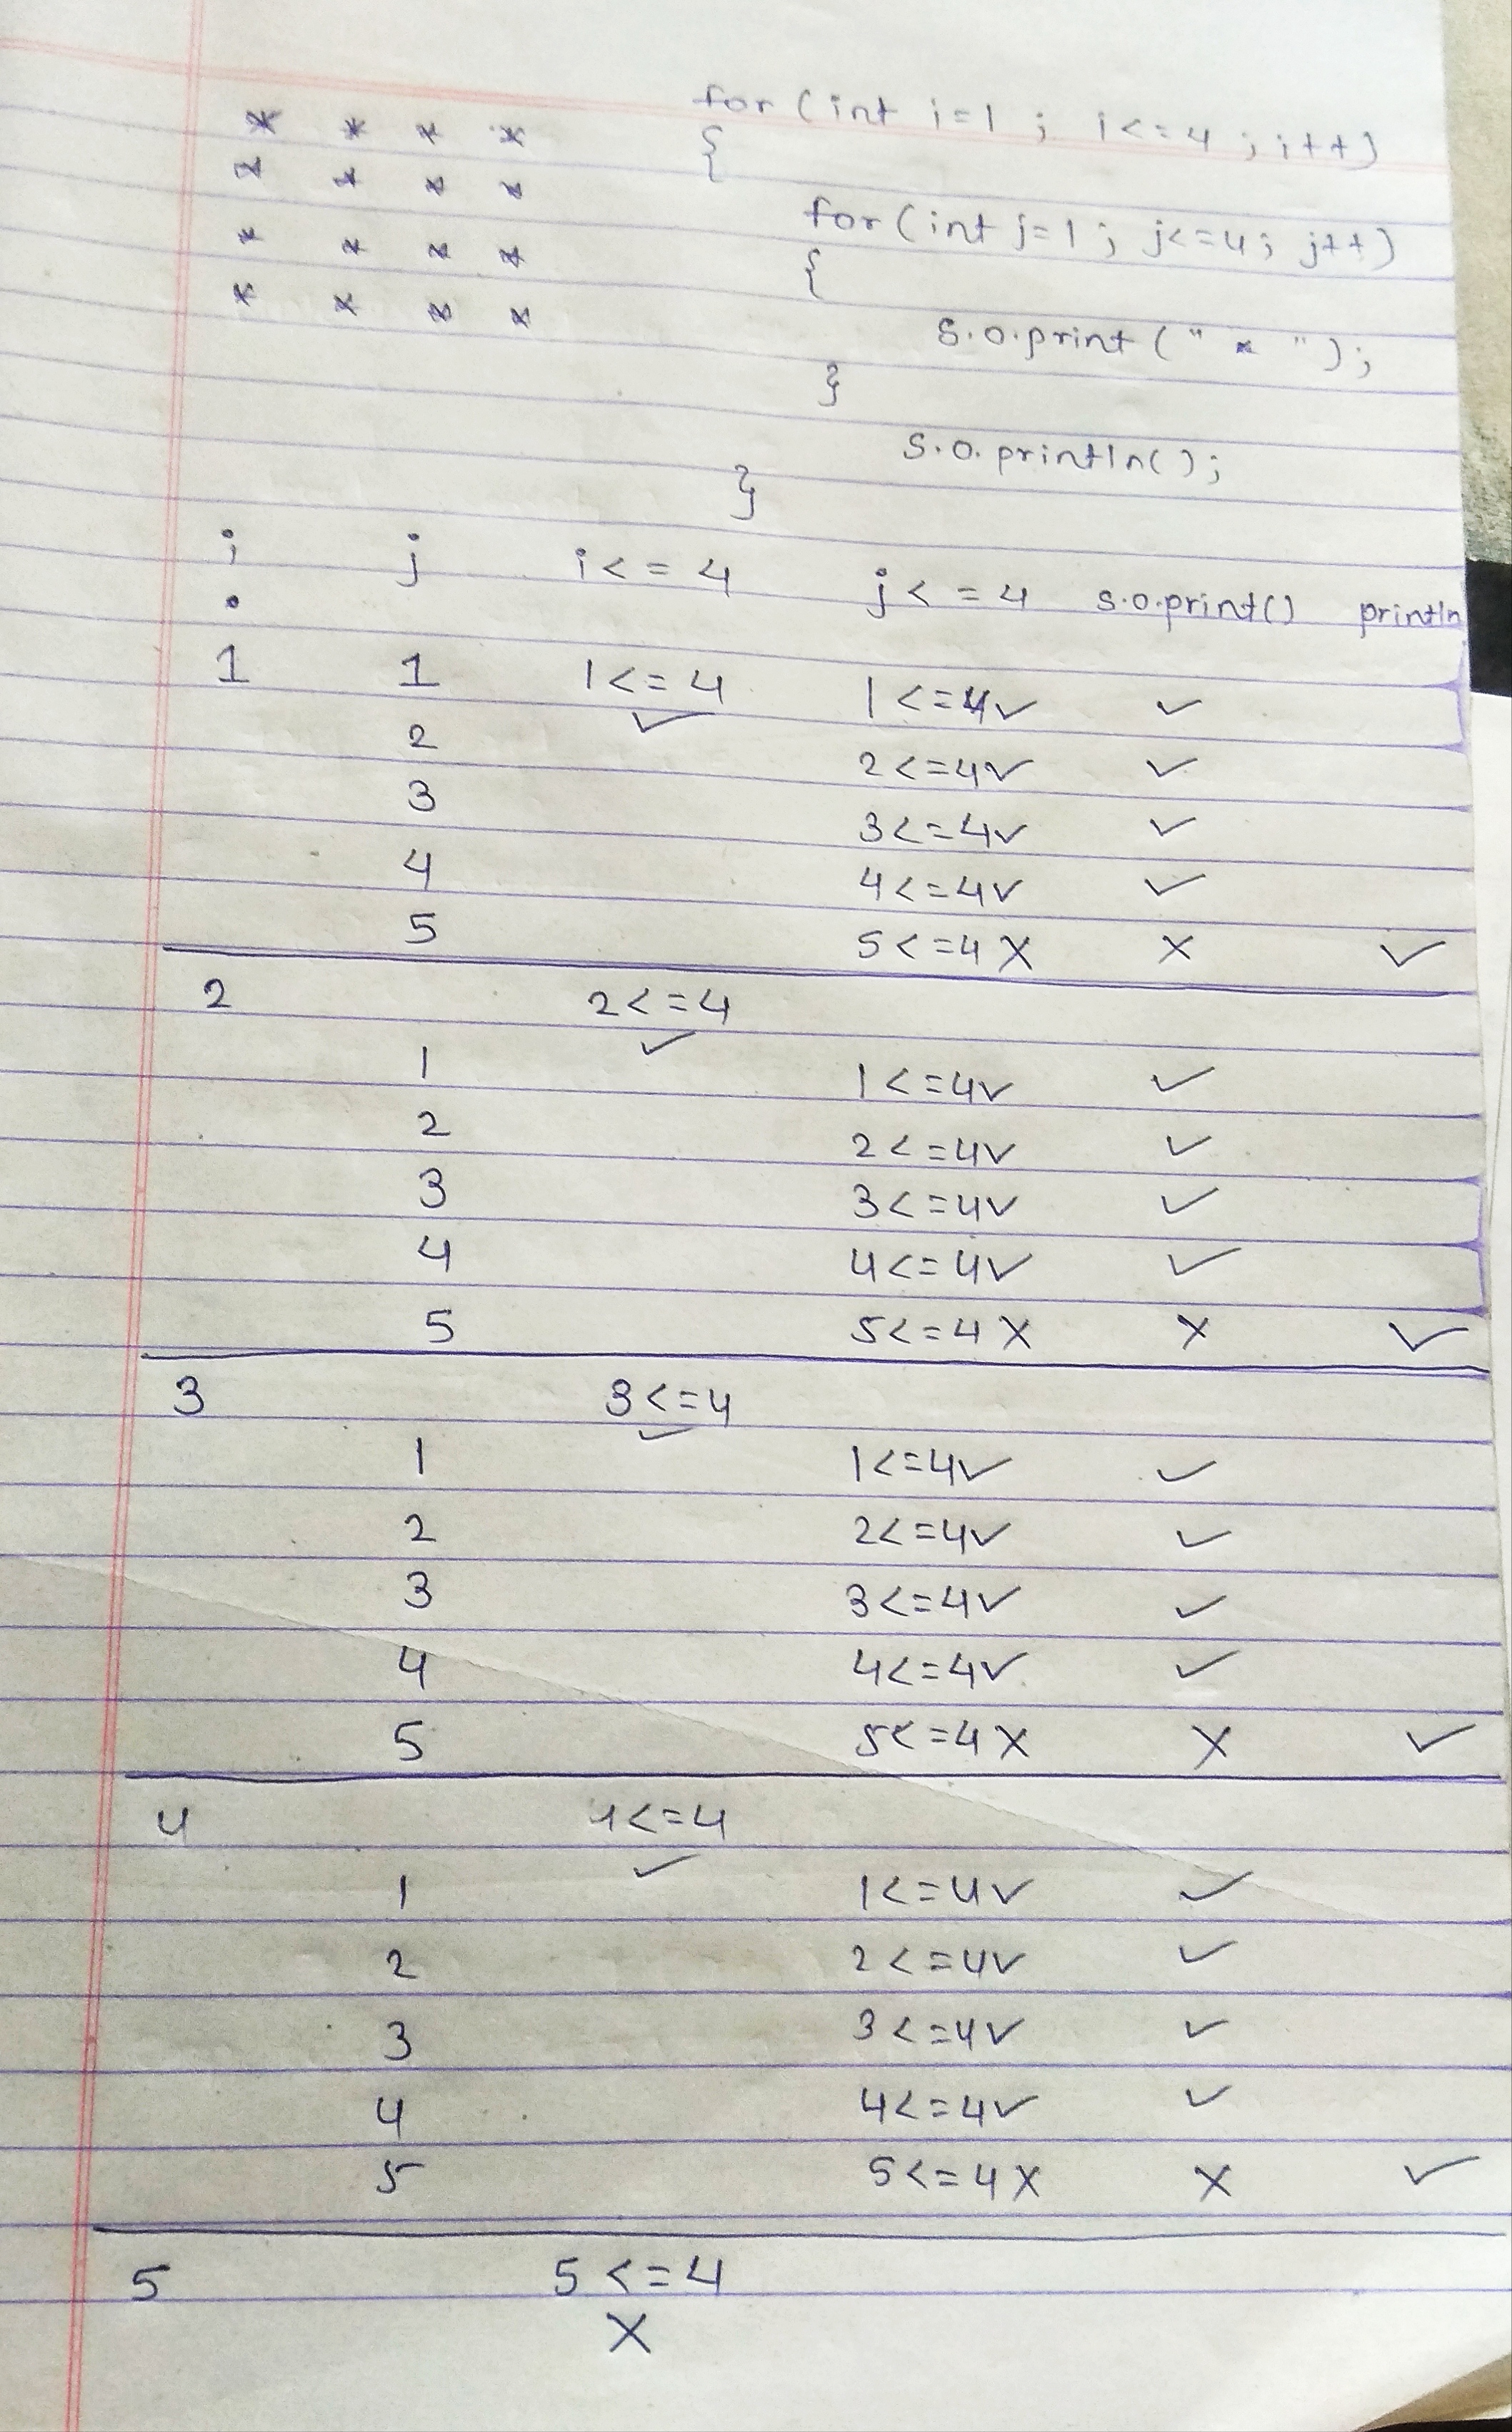 * * * *
* * * *
* * * *
* * * *
for (int i=1 ; i<=4 ; i++)
{
for (int j=1 ; j<=4 ; j++)
{
S.O.print ( " * " ) ;
}
S.O. println( ) ;
}
i j i<=4 j<=4 S.O.print() println
1 1 1<=4 ✓ 1<=4✓ ✓
2 2<=4✓ ✓
3 3<=4✓ ✓
4 4<=4✓ ✓
5 5<=4 X X ✓
2 2<=4 ✓
1 1<=4✓ ✓
2 2<=4✓ ✓
3 3<=4✓ ✓
4 4<=4✓ ✓
5 5<=4 X X ✓
3 3<=4 ✓
1 1<=4✓ ✓
2 2<=4✓ ✓
3 3<=4✓ ✓
4 4<=4✓ ✓
5 5<=4 X X ✓
4 4<=4 ✓
1 1<=4✓ ✓
2 2<=4✓ ✓
3 3<=4✓ ✓
4 4<=4✓ ✓
5 5<=4 X X ✓
5 5<=4
X